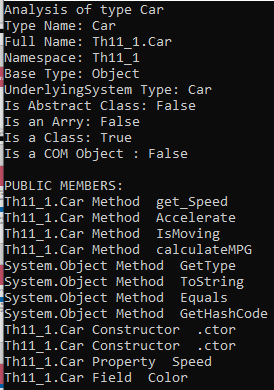 Analysis of type Car
Type Name: Car
Full Name: Th11_1.Car
Namespace: Th11_1
Base Type: Object
UnderlyingSystem Type: Car
Is Abstract Class: False
Is an Arry: False
Is a Class: True
Is a COM Object : False

PUBLIC MEMBERS:
Th11_1.Car Method  get_Speed
Th11_1.Car Method  Accelerate
Th11_1.Car Method  IsMoving
Th11_1.Car Method  calculateMPG
System.Object Method  GetType
System.Object Method  ToString
System.Object Method  Equals
System.Object Method  GetHashCode
Th11_1.Car Constructor  .ctor
Th11_1.Car Constructor  .ctor
Th11_1.Car Property  Speed
Th11_1.Car Field  Color